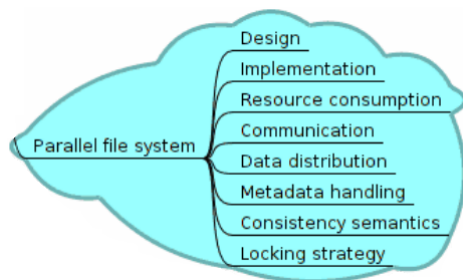 Design
Implementation
Resource consumption
Communication
Parallel file system
Data distribution
Metadata handling
Consistency semantics
Locking strategy